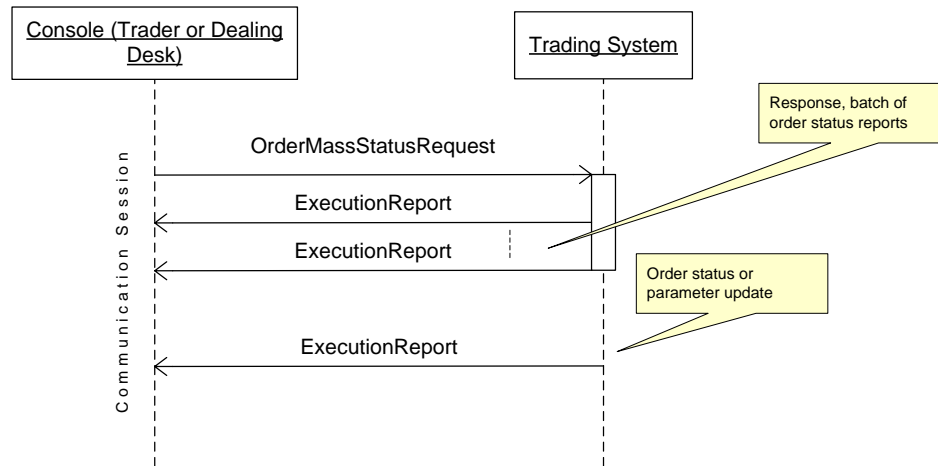 Console (Trader or Dealing
Desk)
Trading System
Response, batch of
order status reports
OrderMassStatusRequest
ExecutionReport
ExecutionReport
Order status or
parameter update
ExecutionReport
Communication Session